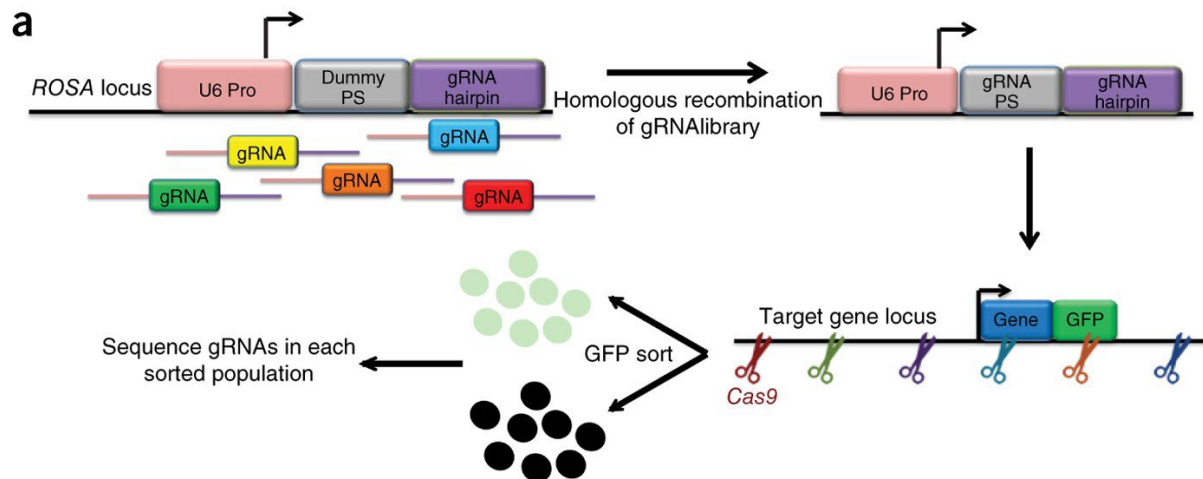 a
ROSA locus
U6 Pro
Dummy
PS
gRNA
hairpin
Homologous recombination
of gRNAlibrary
U6 Pro
gRNA
PS
gRNA
hairpin
gRNA
gRNA
gRNA
gRNA
gRNA
Target gene locus
Gene
GFP
Cas9
GFP sort
Sequence gRNAs in each
sorted population